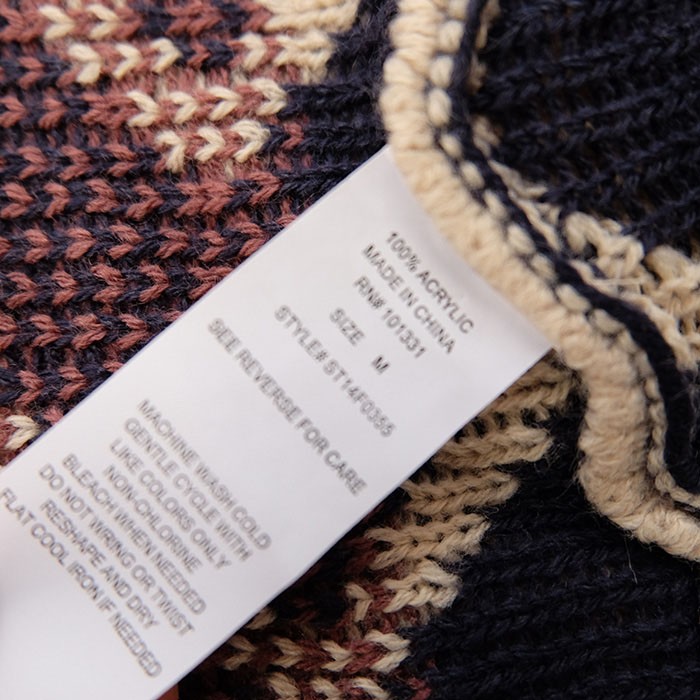 100% ACRYLIC
MADE IN CHINA
RN# 101331
SIZE M
STYLE# ST14F0355
SEE REVERSE FOR CARE
MACHINE WASH COLD
GENTLE CYCLE WITH
LIKE COLORS ONLY
NON-CHLORINE
BLEACH WHEN NEEDED
DO NOT WRING OR TWIST
RESHAPE AND DRY
FLAT COOL IRON IF NEEDED